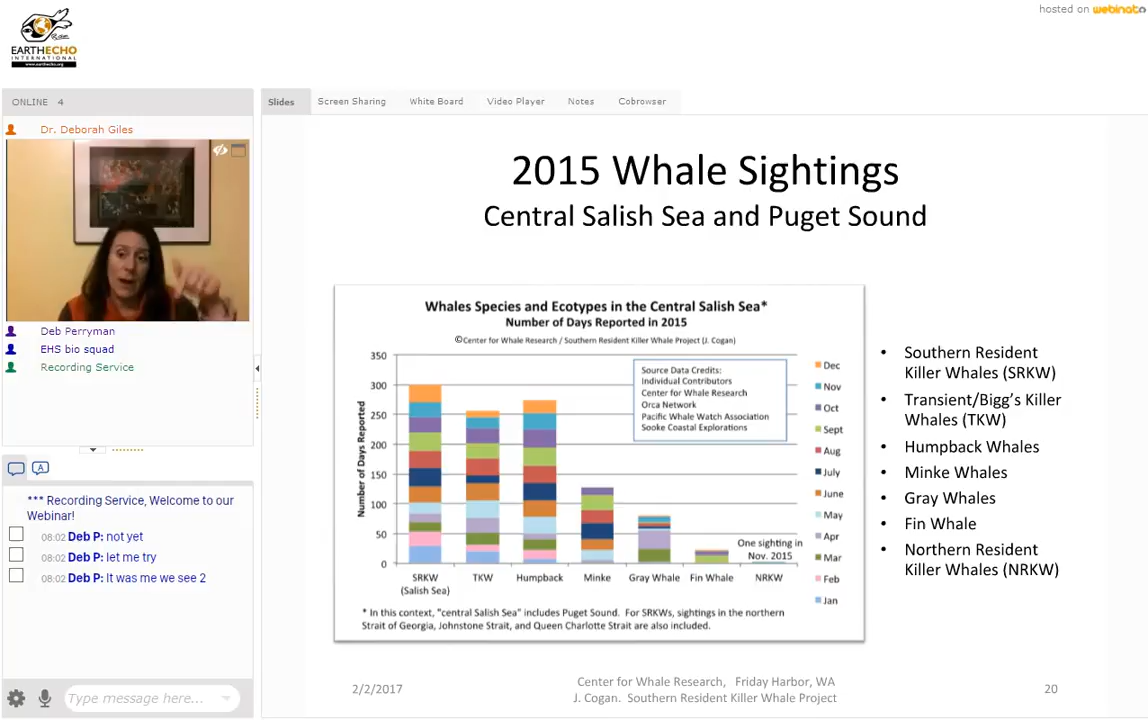 hosted on webinato
EARTHECHO
INTERNATIONAL
www.earthecho.org
ONLINE 4
Dr. Deborah Giles
Deb Perryman
EHS bio squad
Recording Service
*** Recording Service, Welcome to our
Webinar!
08:02 Deb P: not yet
08:02 Deb P: let me try
08:02 Deb P: It was me we see 2
Type message here...
Slides
Screen Sharing
White Board
Video Player
Notes
Cobrowser
2015 Whale Sightings
Central Salish Sea and Puget Sound
Whales Species and Ecotypes in the Central Salish Sea*
Number of Days Reported in 2015
©Center for Whale Research / Southern Resident Killer Whale Project (J. Cogan)
Number of Days Reported
350
300
250
200
150
100
50
0
Source Data Credits:
Individual Contributors
Center for Whale Research
Orca Network
Pacific Whale Watch Association
Sooke Coastal Explorations
One sighting in
Nov. 2015
Dec
Nov
Oct
Sept
Aug
July
June
May
Apr
Mar
Feb
Jan
SRKW
(Salish Sea)
TKW
Humpback
Minke
Gray Whale
Fin Whale
NRKW
* In this context, "central Salish Sea" includes Puget Sound. For SRKWs, sightings in the northern
Strait of Georgia, Johnstone Strait, and Queen Charlotte Strait are also included.
• Southern Resident
Killer Whales (SRKW)
• Transient/Bigg's Killer
Whales (TKW)
• Humpback Whales
• Minke Whales
• Gray Whales
• Fin Whale
• Northern Resident
Killer Whales (NRKW)
2/2/2017
Center for Whale Research, Friday Harbor, WA
J. Cogan. Southern Resident Killer Whale Project
20